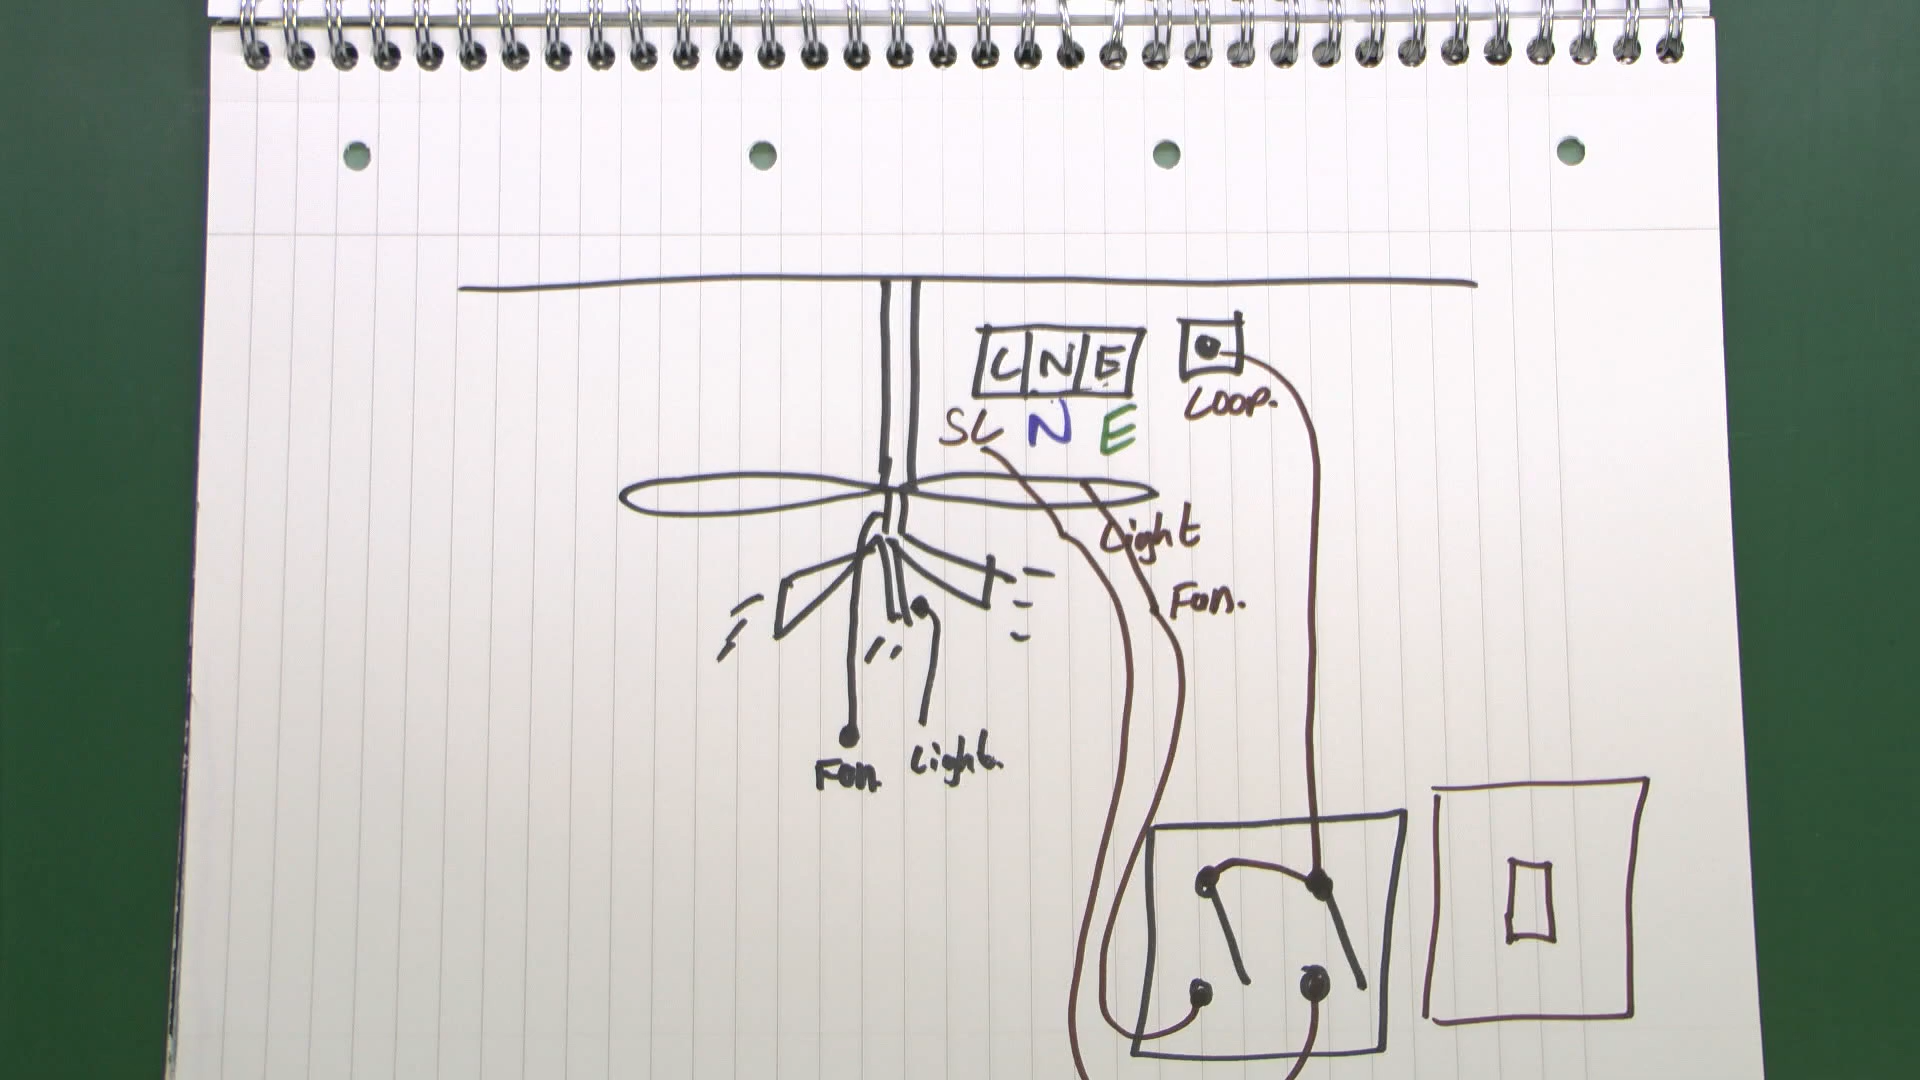 L N E
SL N E
Loop.
Light
Fan.
Fan.
Light.